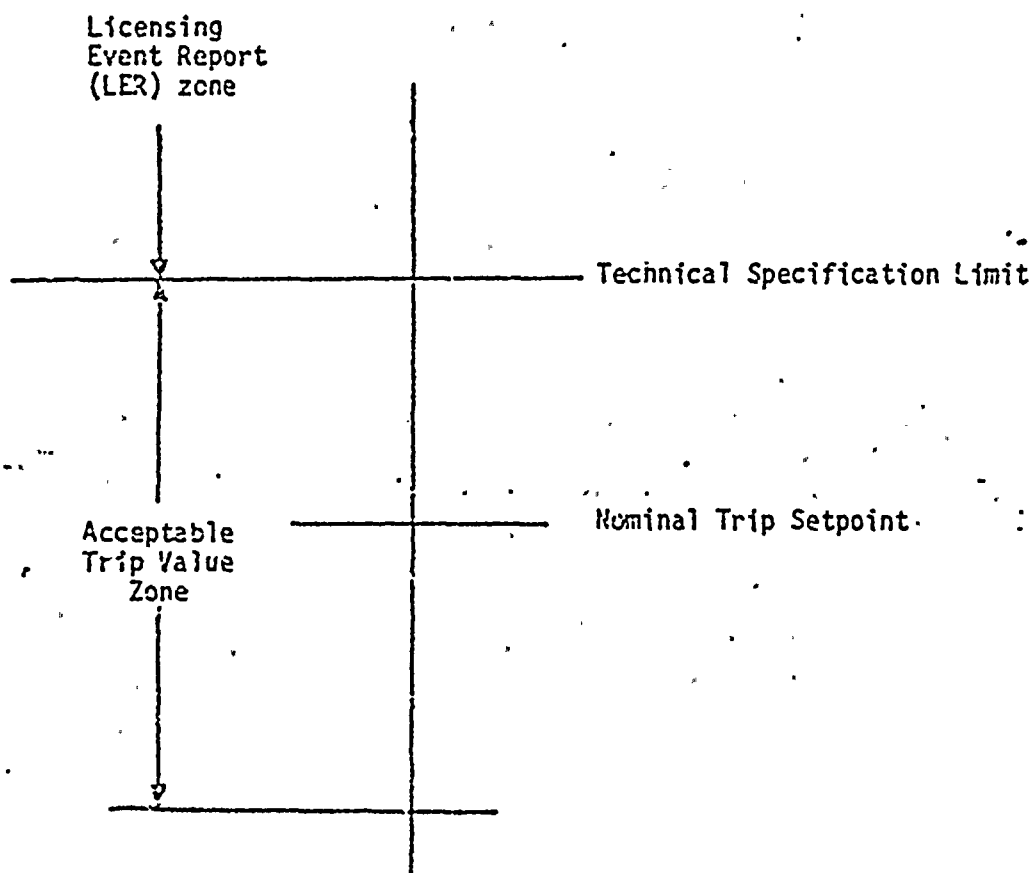 Licensing
Event Report
(LER) zone
Technical Specification Limit
Nominal Trip Setpoint
Acceptable
Trip Value
Zone